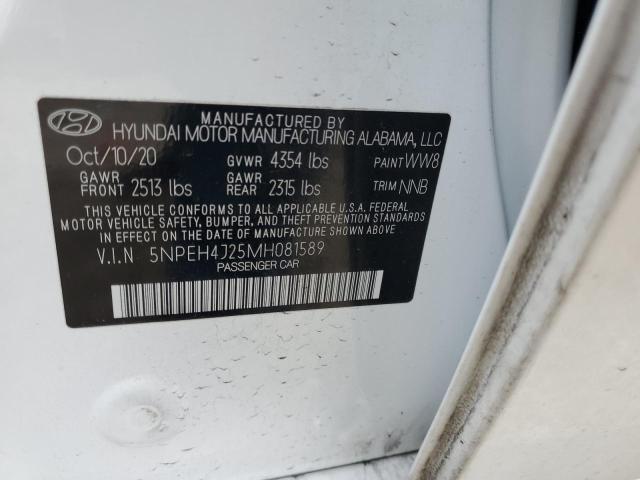 MANUFACTURED BY
HYUNDAI MOTOR MANUFACTURING ALABAMA, LLC
Oct/10/20 GVWR 4354 lbs PAINT WW8
GAWR FRONT 2513 lbs GAWR REAR 2315 lbs TRIM NNB
THIS VEHICLE CONFORMS TO ALL APPLICABLE U.S.A. FEDERAL
MOTOR VEHICLE SAFETY, BUMPER, AND THEFT PREVENTION STANDARDS
IN EFFECT ON THE DATE OF MANUFACTURE SHOWN ABOVE.
V.I.N 5NPEH4J25MH081589
PASSENGER CAR